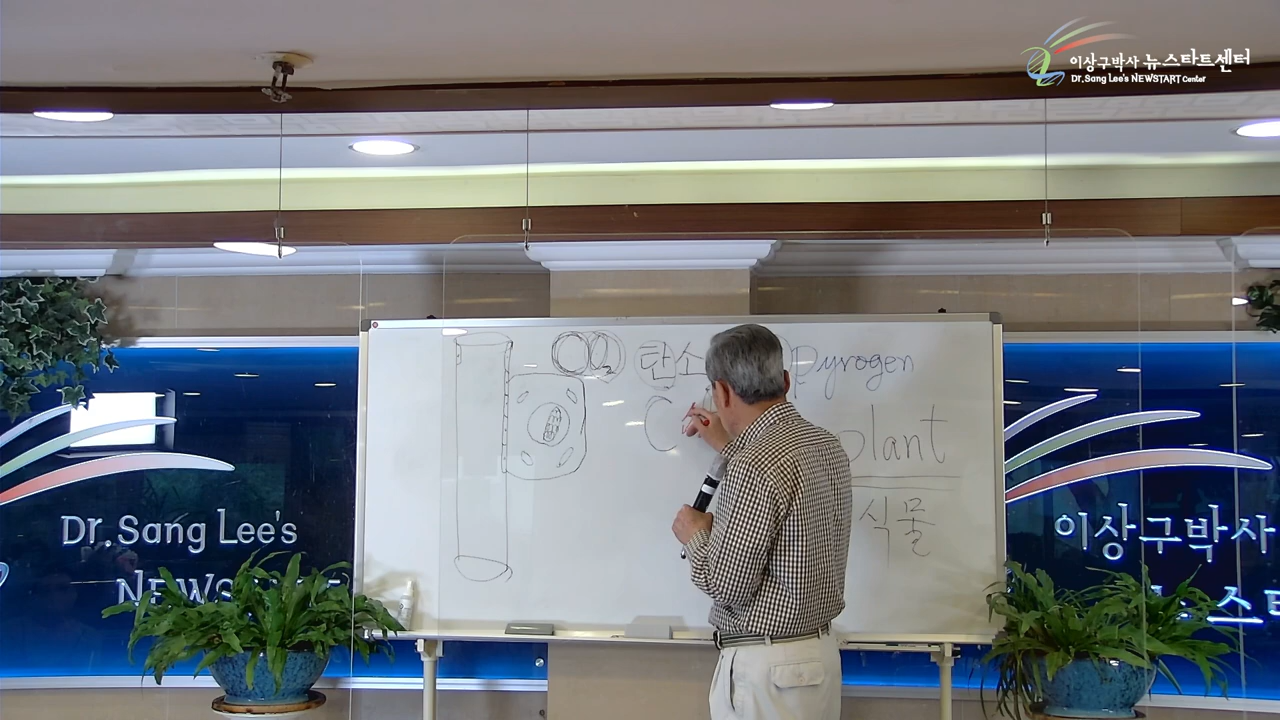 이상구박사 뉴스타트센터
Dr.Sang Lee's NEWSTART Center
CO₂ 탄소 Pyrogen
C plant
식물
Dr.Sang Lee's
이상구박사